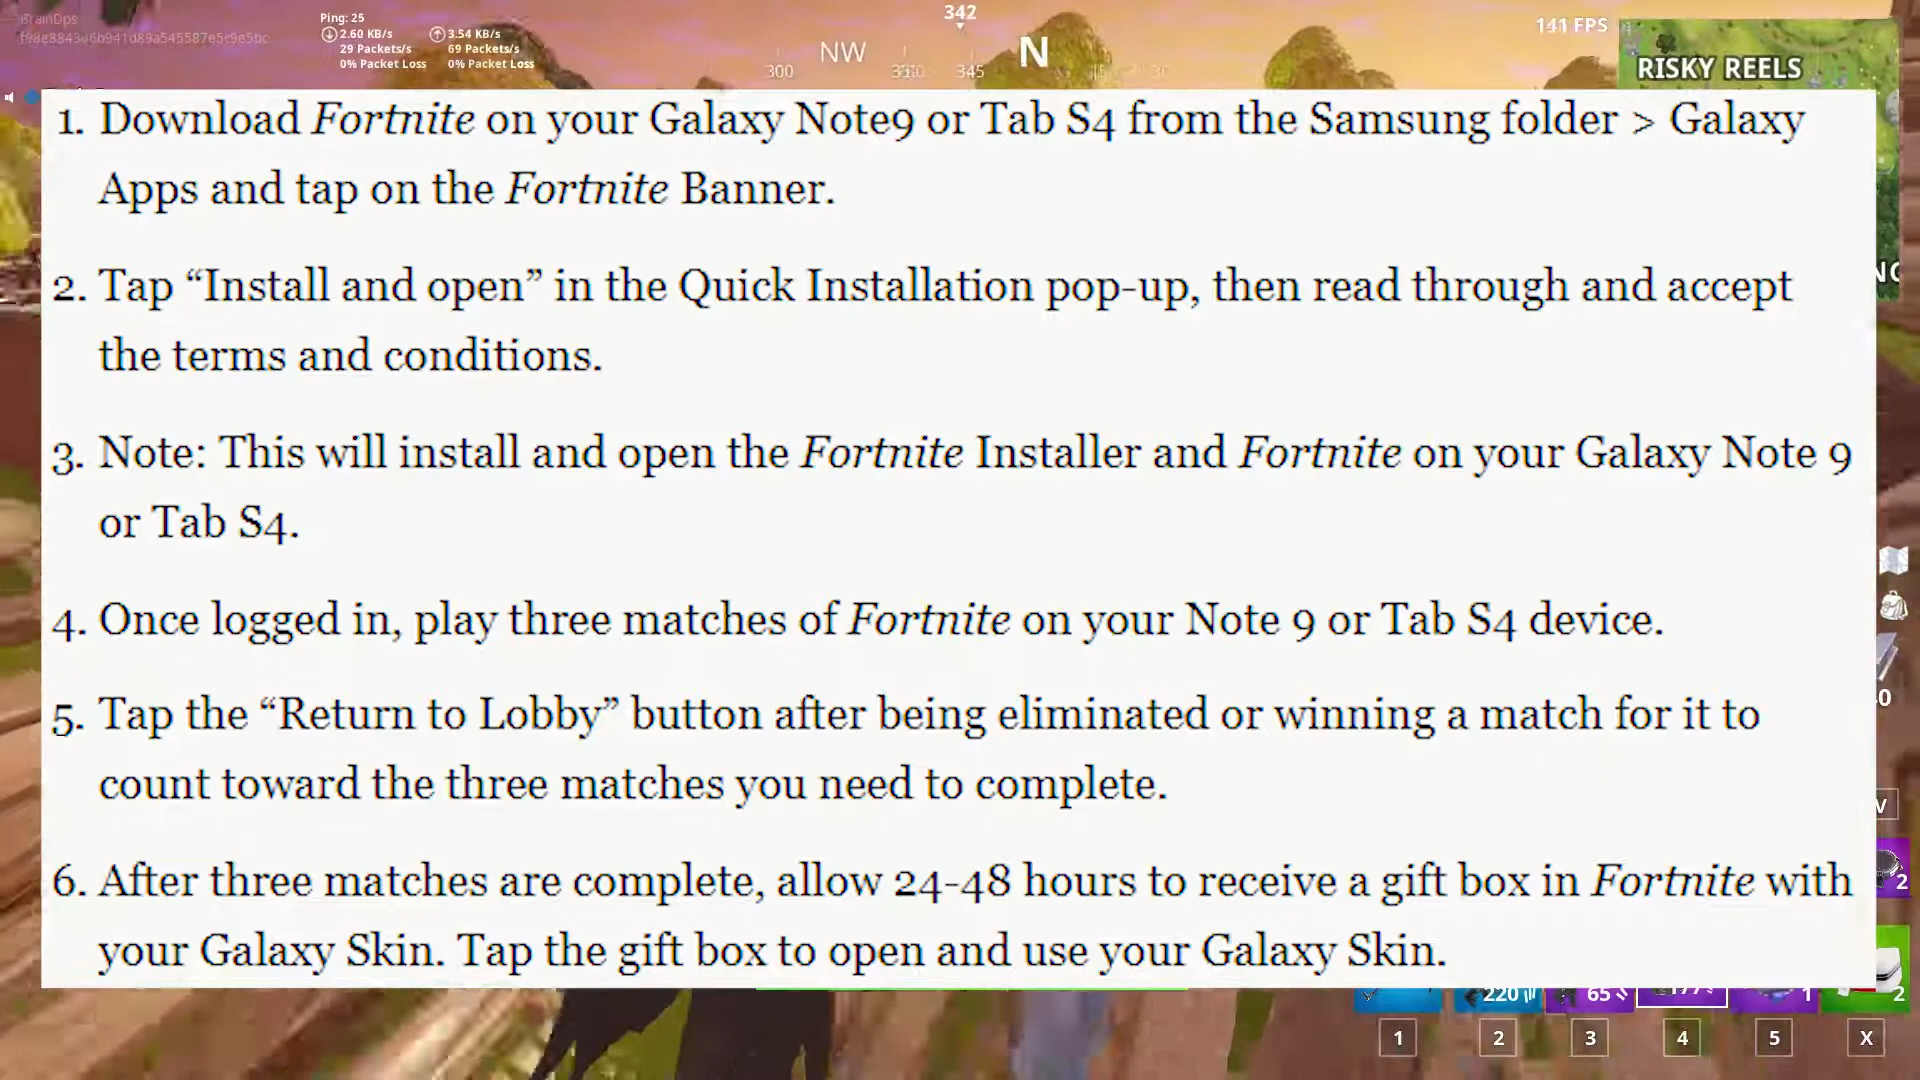 BrainDps
Ping: 25
2.60 KB/s 3.54 KB/s
29 Packets/s 69 Packets/s
0% Packet Loss 0% Packet Loss
342
300 NW 345 N
141 FPS
RISKY REELS
1. Download Fortnite on your Galaxy Note9 or Tab S4 from the Samsung folder > Galaxy
Apps and tap on the Fortnite Banner.
2. Tap “Install and open” in the Quick Installation pop-up, then read through and accept
the terms and conditions.
3. Note: This will install and open the Fortnite Installer and Fortnite on your Galaxy Note 9
or Tab S4.
4. Once logged in, play three matches of Fortnite on your Note 9 or Tab S4 device.
5. Tap the “Return to Lobby” button after being eliminated or winning a match for it to
count toward the three matches you need to complete.
6. After three matches are complete, allow 24-48 hours to receive a gift box in Fortnite with
your Galaxy Skin. Tap the gift box to open and use your Galaxy Skin.
2
220 65 1 2
1 2 3 4 5 X